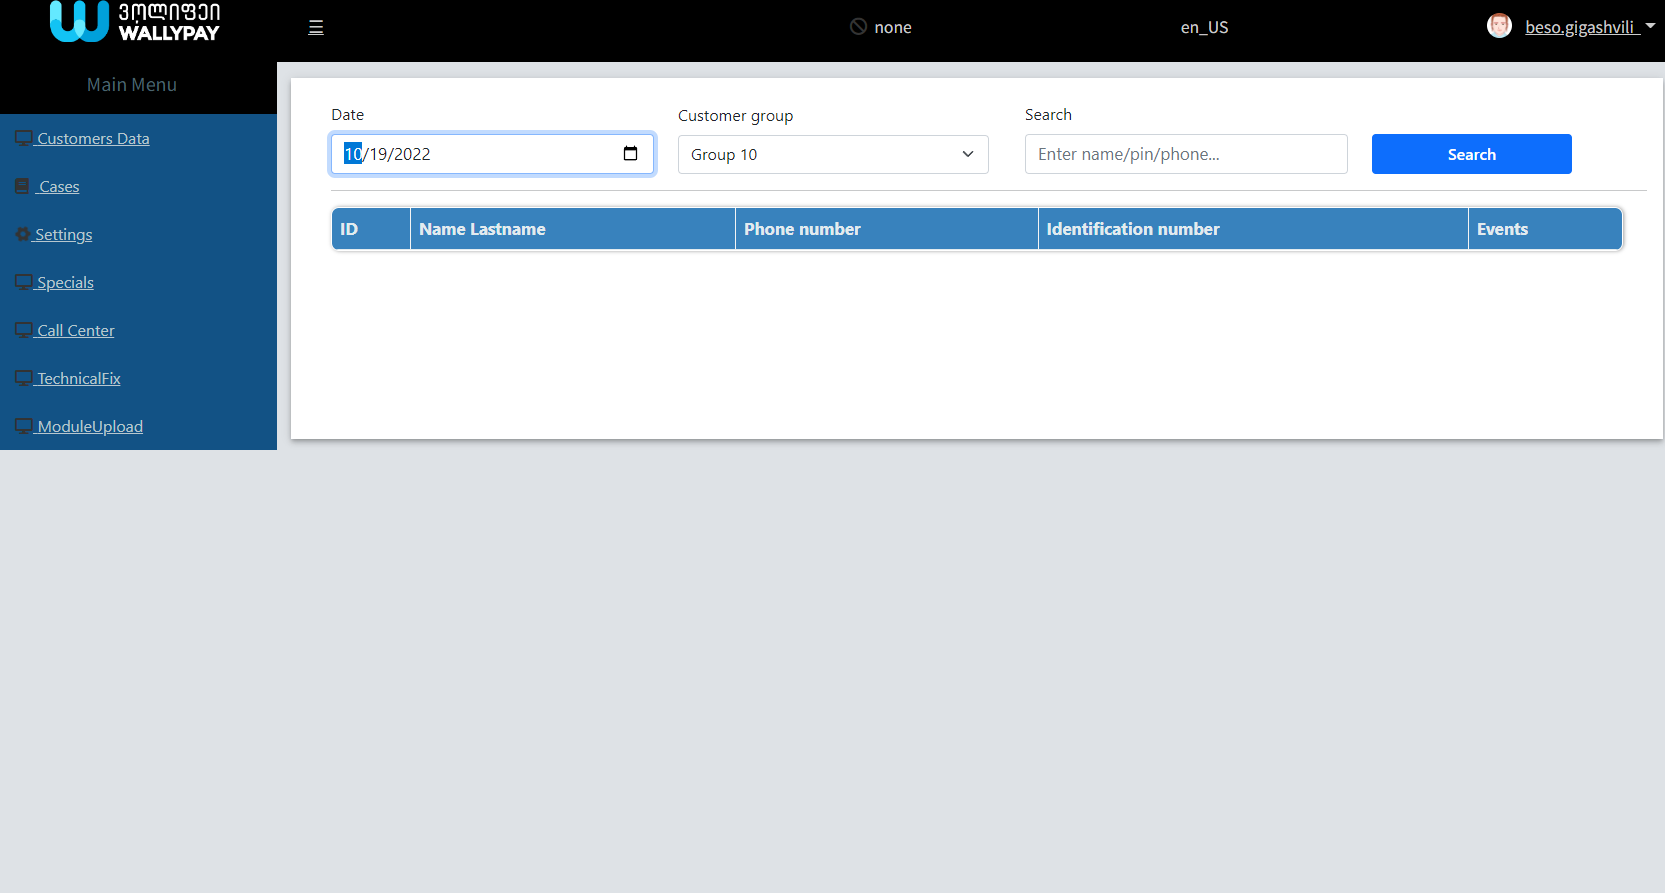 ვოლიფეი
WALLYPAY
☰
none
en_US
beso.gigashvili
Main Menu
Customers Data
Cases
Settings
Specials
Call Center
TechnicalFix
ModuleUpload
Date
Customer group
Search
10/19/2022
Group 10
Enter name/pin/phone...
Search
ID
Name Lastname
Phone number
Identification number
Events